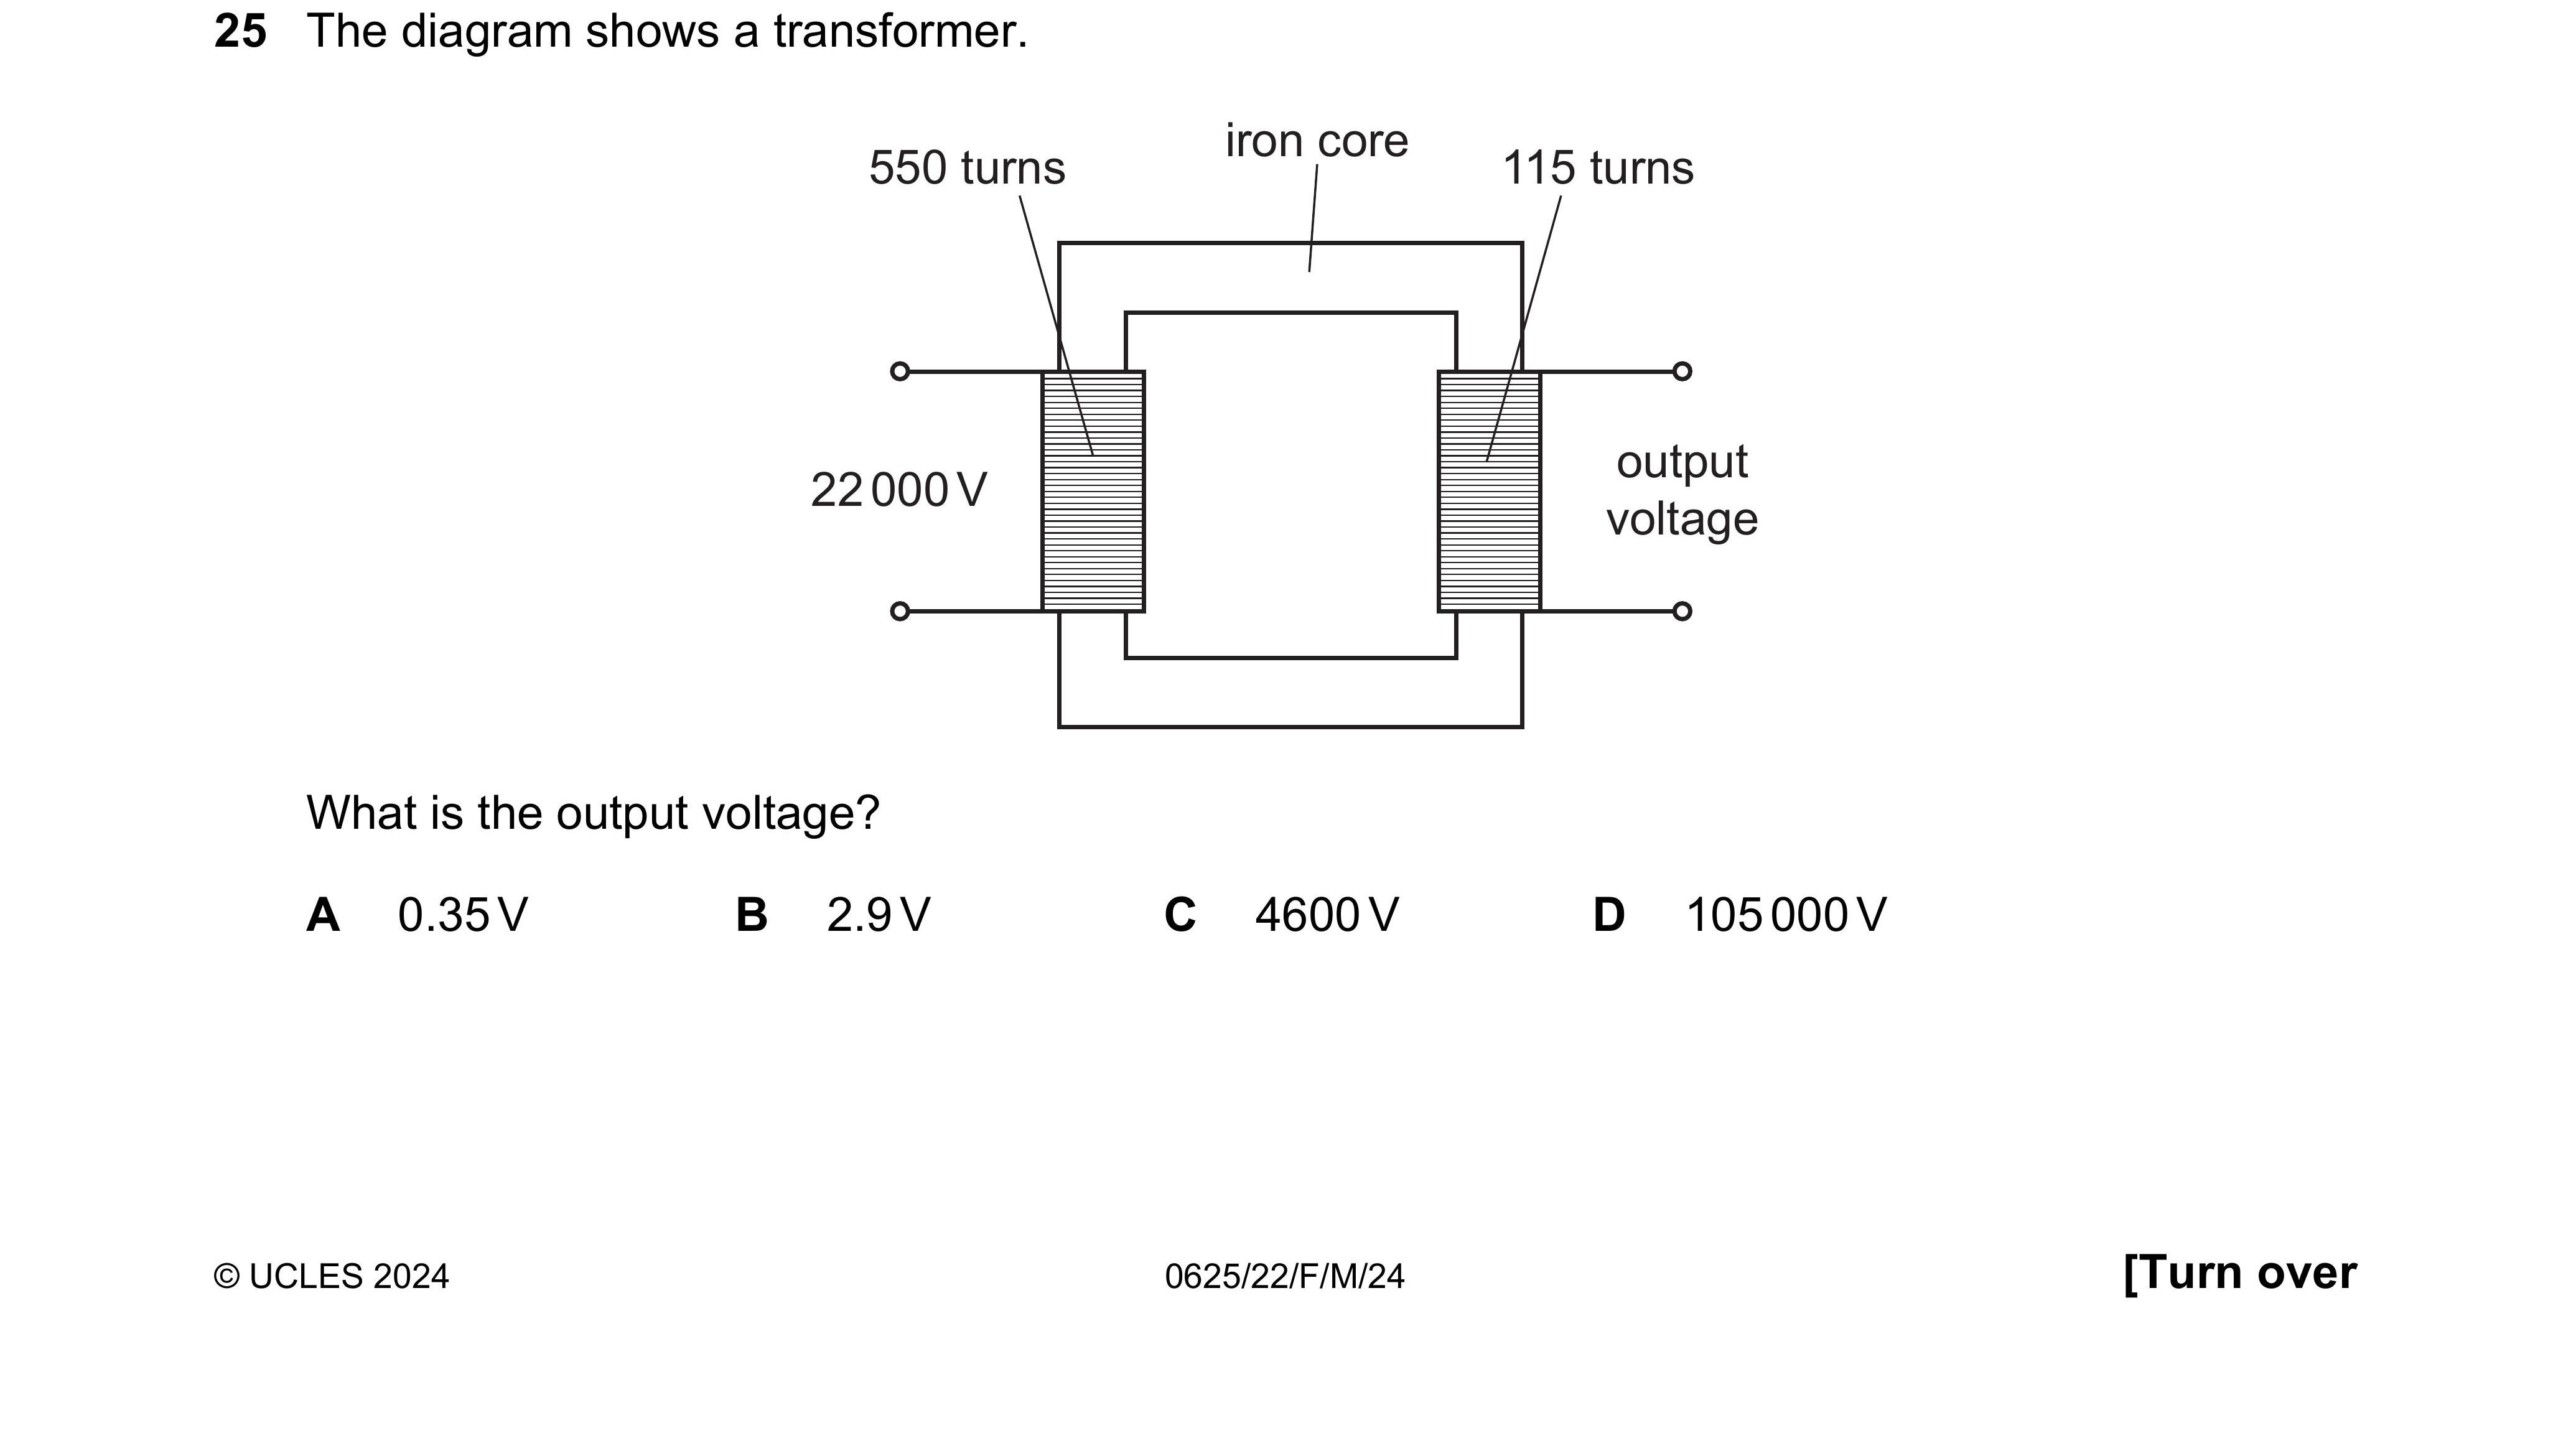 25 The diagram shows a transformer.
iron core
550 turns
115 turns
22 000 V
output
voltage
What is the output voltage?
A 0.35 V B 2.9 V C 4600 V D 105 000 V
© UCLES 2024 0625/22/F/M/24 [Turn over